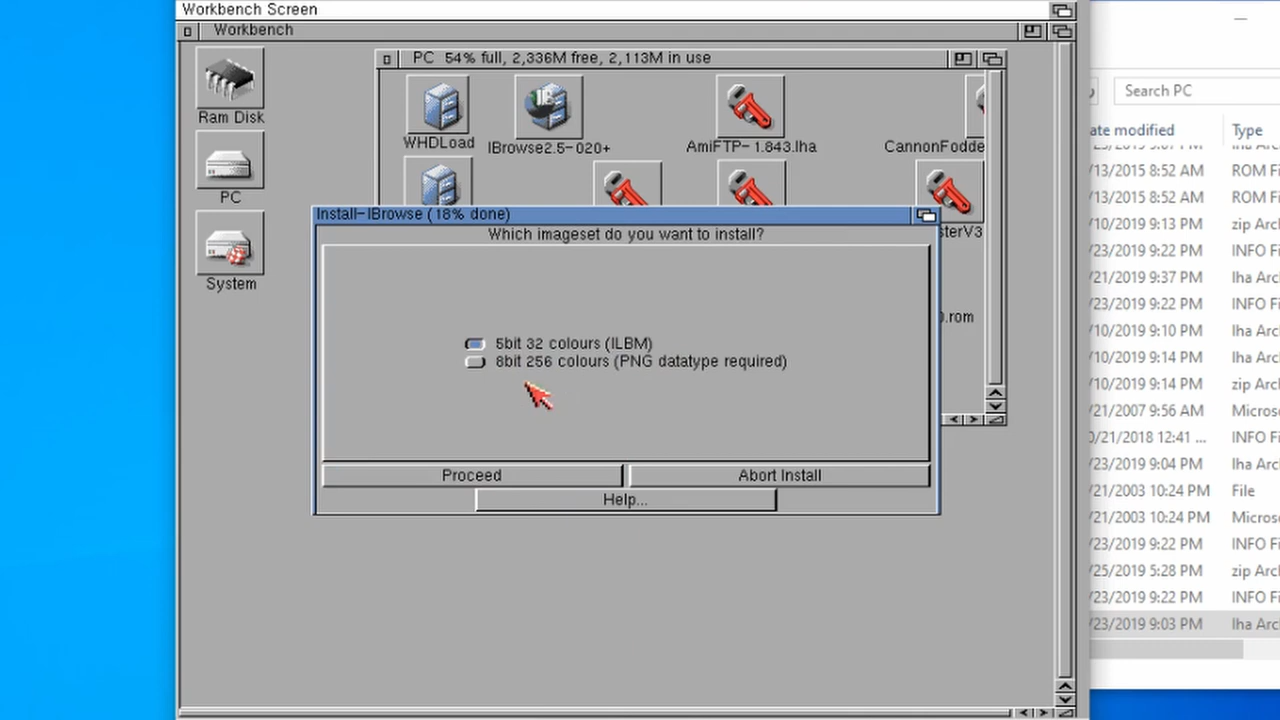 Workbench Screen
Workbench
PC 54% full, 2,336M free, 2,113M in use
Search PC
Ram Disk
PC
System
WHDLoad
IBrowse2.5-020+
AmiFTP-1.843.lha
CannonFodde
sterV3
.rom
Install-IBrowse (18% done)
Which imageset do you want to install?
5bit 32 colours (ILBM)
8bit 256 colours (PNG datatype required)
Proceed
Abort Install
Help...
ate modified Type
/13/2015 8:52 AM ROM F
/13/2015 8:52 AM ROM F
/10/2019 9:13 PM zip Arc
/23/2019 9:22 PM INFO Fi
/21/2019 9:37 PM lha Arc
/23/2019 9:22 PM INFO Fi
/10/2019 9:10 PM lha Arc
/10/2019 9:14 PM lha Arc
/10/2019 9:14 PM zip Arc
/21/2007 9:56 AM Micros
0/21/2018 12:41 ... INFO Fi
/23/2019 9:04 PM lha Arc
/21/2003 10:24 PM File
/21/2003 10:24 PM Micros
/23/2019 9:22 PM INFO Fi
/25/2019 5:28 PM zip Arc
/23/2019 9:22 PM INFO Fi
/23/2019 9:03 PM lha Arc